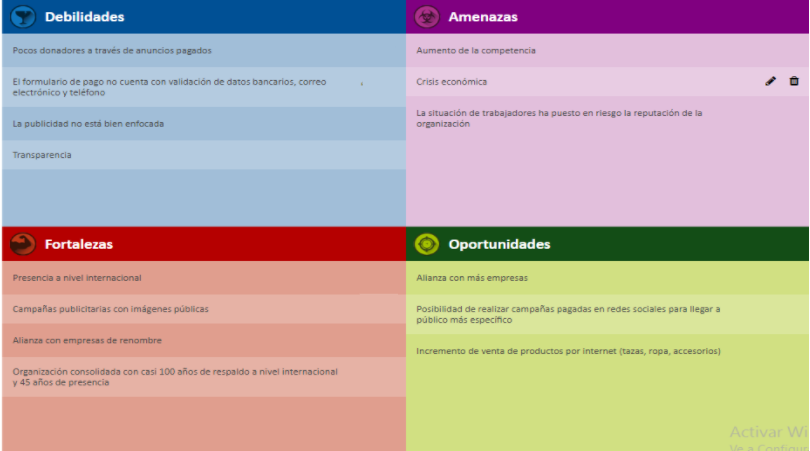 Debilidades
Pocos donadores a través de anuncios pagados
El formulario de pago no cuenta con validación de datos bancarios, correo
electrónico y teléfono
La publicidad no está bien enfocada
Transparencia
Amenazas
Aumento de la competencia
Crisis económica
La situación de trabajadores ha puesto en riesgo la reputación de la
organización
Fortalezas
Presencia a nivel internacional
Campañas publicitarias con imágenes públicas
Alianza con empresas de renombre
Organización consolidada con casi 100 años de respaldo a nivel internacional
y 45 años de presencia
Oportunidades
Alianza con más empresas
Posibilidad de realizar campañas pagadas en redes sociales para llegar a
público más específico
Incremento de venta de productos por internet (tazas, ropa, accesorios)
Activar Wi
Ve a Configur